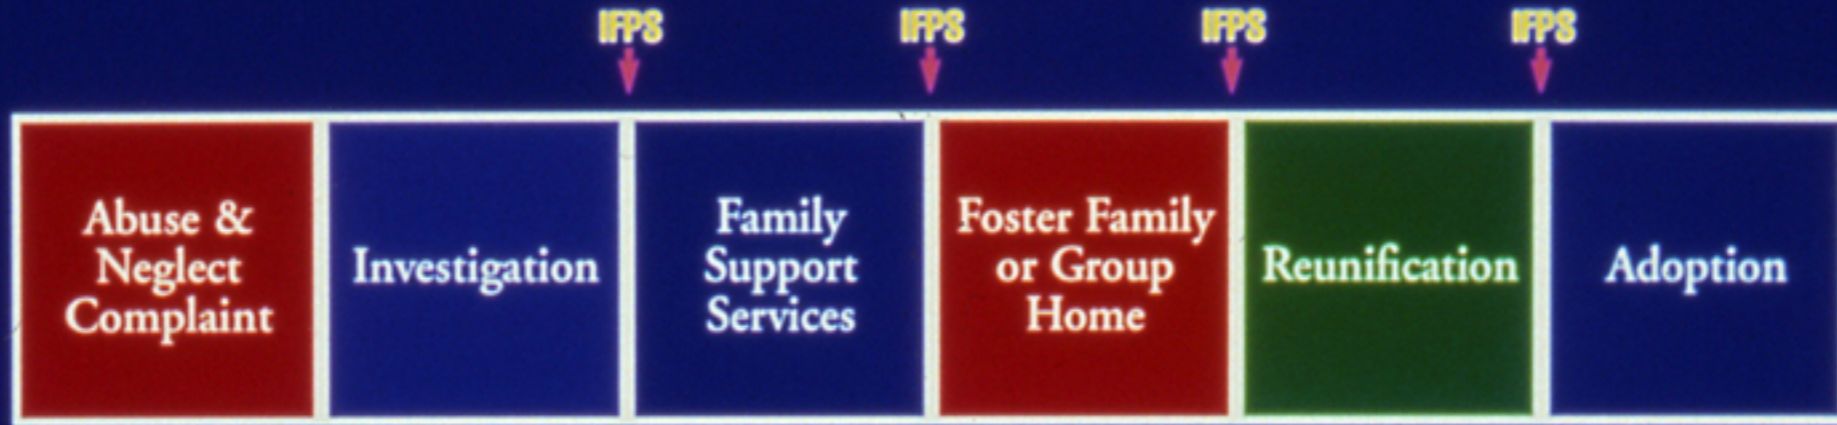 IFPS IFPS IFPS IFPS
Abuse &
Neglect
Complaint
Investigation
Family
Support
Services
Foster Family
or Group
Home
Reunification
Adoption